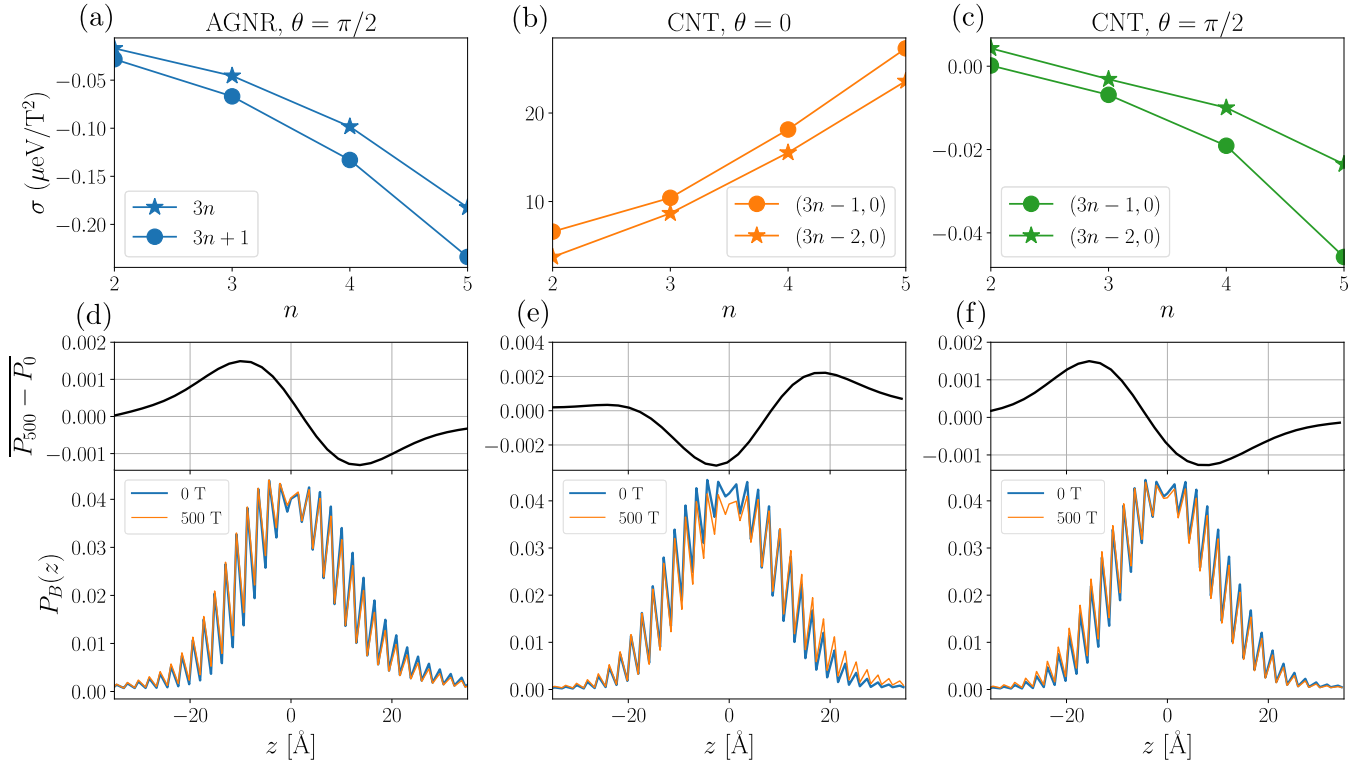 (a) AGNR, θ = π/2
σ (µeV/T²)
−0.05
−0.10
−0.15
−0.20
3n
3n + 1
2 3 4 5
n
(b) CNT, θ = 0
20
10
(3n − 1, 0)
(3n − 2, 0)
2 3 4 5
n
(c) CNT, θ = π/2
0.00
−0.02
−0.04
(3n − 1, 0)
(3n − 2, 0)
2 3 4 5
n
(d)
P₅₀₀ − P₀
0.002
0.001
0.000
−0.001
P_B(z)
0.04
0.03
0.02
0.01
0.00
0 T
500 T
−20 0 20
z [Å]
(e)
0.004
0.002
0.000
−0.002
0.04
0.03
0.02
0.01
0.00
0 T
500 T
−20 0 20
z [Å]
(f)
0.002
0.001
0.000
−0.001
0.04
0.03
0.02
0.01
0.00
0 T
500 T
−20 0 20
z [Å]